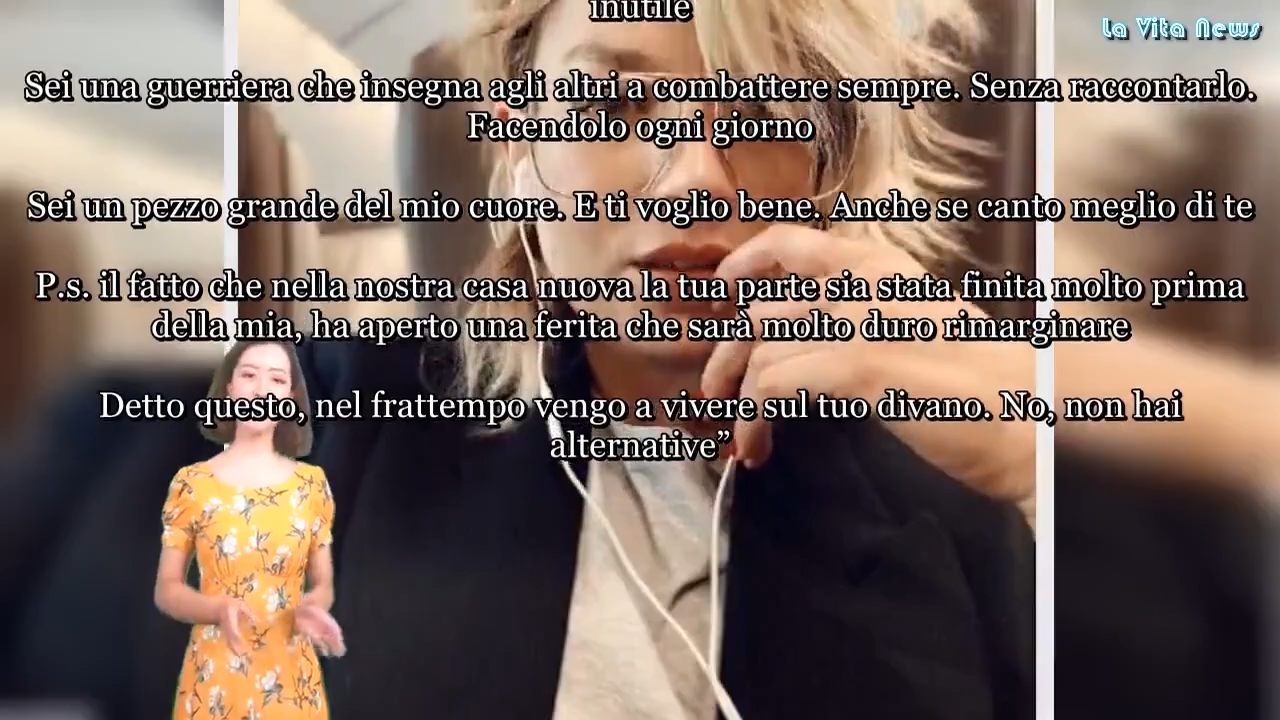 inutile
La Vita News
Sei una guerriera che insegna agli altri a combattere sempre. Senza raccontarlo.
Facendolo ogni giorno
Sei un pezzo grande del mio cuore. E ti voglio bene. Anche se canto meglio di te
P.s. il fatto che nella nostra casa nuova la tua parte sia stata finita molto prima
della mia, ha aperto una ferita che sarà molto duro rimarginare
Detto questo, nel frattempo vengo a vivere sul tuo divano. No, non hai
alternative”